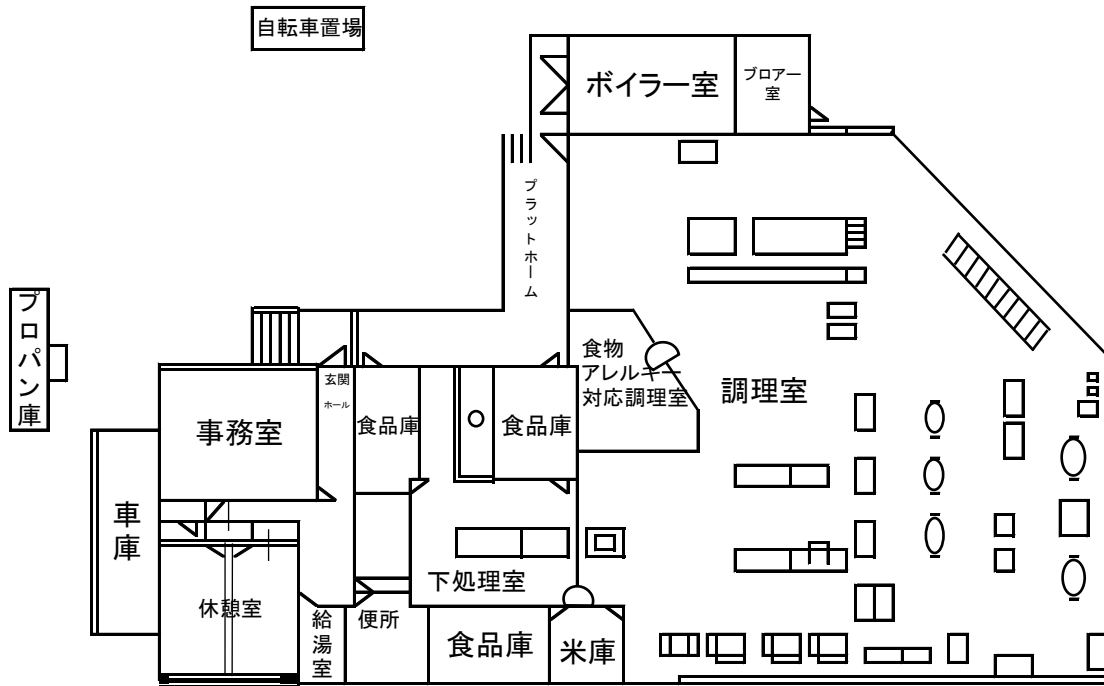 自転車置場
ボイラー室
ブロアー
室
プラットホーム
プロパン庫
食物
アレルキー
対応調理室
調理室
玄関
ホール
事務室
食品庫
食品庫
車庫
下処理室
休憩室
給湯室
便所
食品庫
米庫